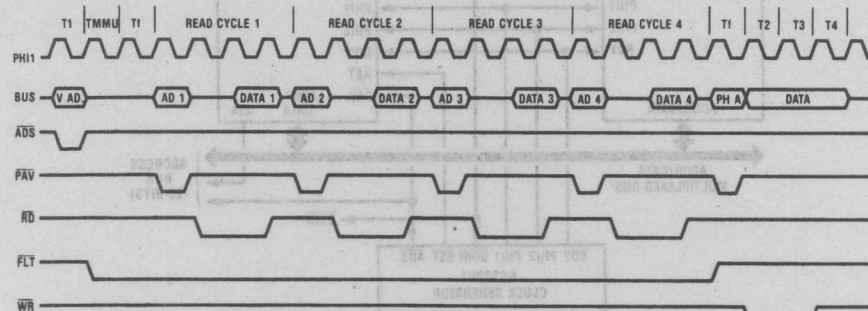 T1 TMMU Tf READ CYCLE 1 READ CYCLE 2 READ CYCLE 3 READ CYCLE 4 Tf T2 T3 T4
PHI1
BUS V AD. AD 1 DATA 1 AD 2 DATA 2 AD 3 DATA 3 AD 4 DATA 4 PH A DATA
ADS
PAV
RD
FLT
WR